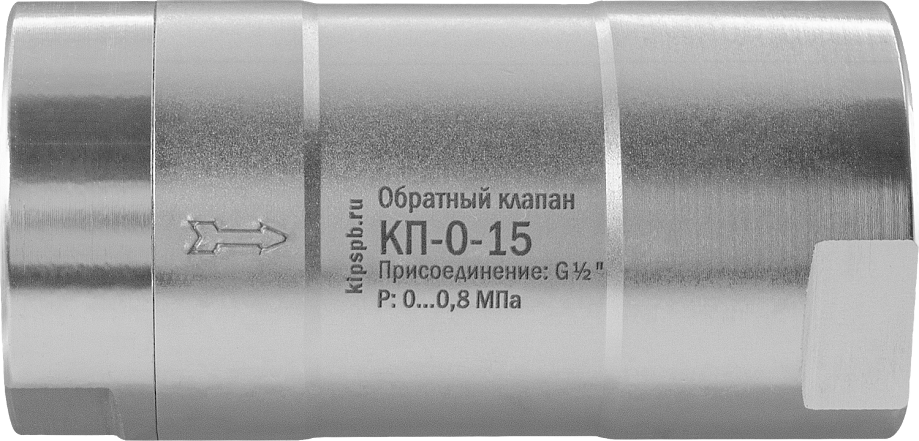 kipspb.ru
Обратный клапан
КП-0-15
Присоединение: G ½"
P: 0...0,8 МПа